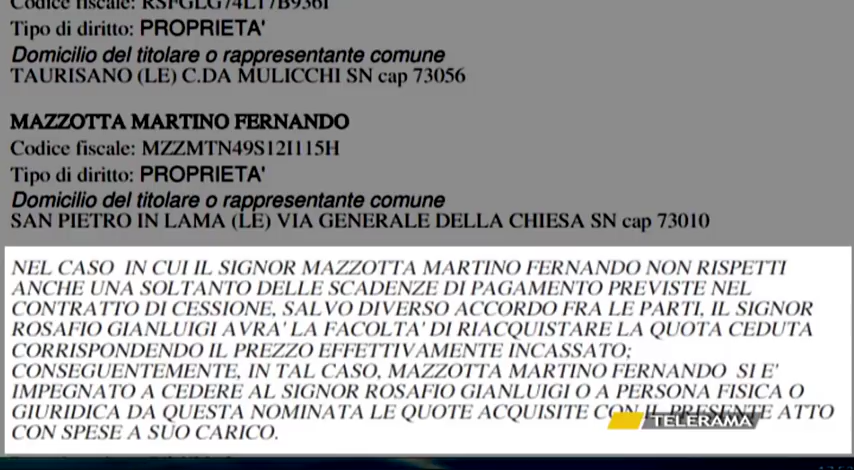 Codice fiscale: RSFGLG74L17B936I
Tipo di diritto: PROPRIETA'
Domicilio del titolare o rappresentante comune
TAURISANO (LE) C.DA MULICCHI SN cap 73056
MAZZOTTA MARTINO FERNANDO
Codice fiscale: MZZMTN49S12I115H
Tipo di diritto: PROPRIETA'
Domicilio del titolare o rappresentante comune
SAN PIETRO IN LAMA (LE) VIA GENERALE DELLA CHIESA SN cap 73010
NEL CASO IN CUI IL SIGNOR MAZZOTTA MARTINO FERNANDO NON RISPETTI
ANCHE UNA SOLTANTO DELLE SCADENZE DI PAGAMENTO PREVISTE NEL
CONTRATTO DI CESSIONE, SALVO DIVERSO ACCORDO FRA LE PARTI, IL SIGNOR
ROSAFIO GIANLUIGI AVRA' LA FACOLTA' DI RIACQUISTARE LA QUOTA CEDUTA
CORRISPONDENDO IL PREZZO EFFETTIVAMENTE INCASSATO;
CONSEGUENTEMENTE, IN TAL CASO, MAZZOTTA MARTINO FERNANDO SI E'
IMPEGNATO A CEDERE AL SIGNOR ROSAFIO GIANLUIGI O A PERSONA FISICA O
GIURIDICA DA QUESTA NOMINATA LE QUOTE ACQUISITE CON IL PRESENTE ATTO
CON SPESE A SUO CARICO.
TELERAMA